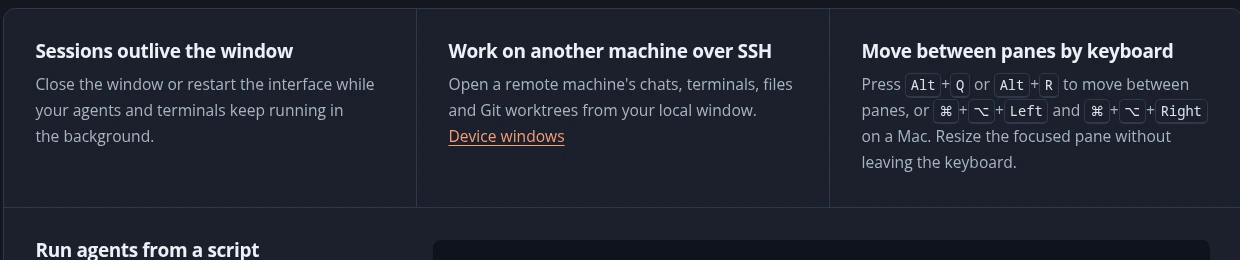 Sessions outlive the window
Close the window or restart the interface while
your agents and terminals keep running in
the background.
Work on another machine over SSH
Open a remote machine's chats, terminals, files
and Git worktrees from your local window.
Device windows
Move between panes by keyboard
Press Alt+Q or Alt+R to move between
panes, or ⌘+⌥+Left and ⌘+⌥+Right
on a Mac. Resize the focused pane without
leaving the keyboard.
Run agents from a script